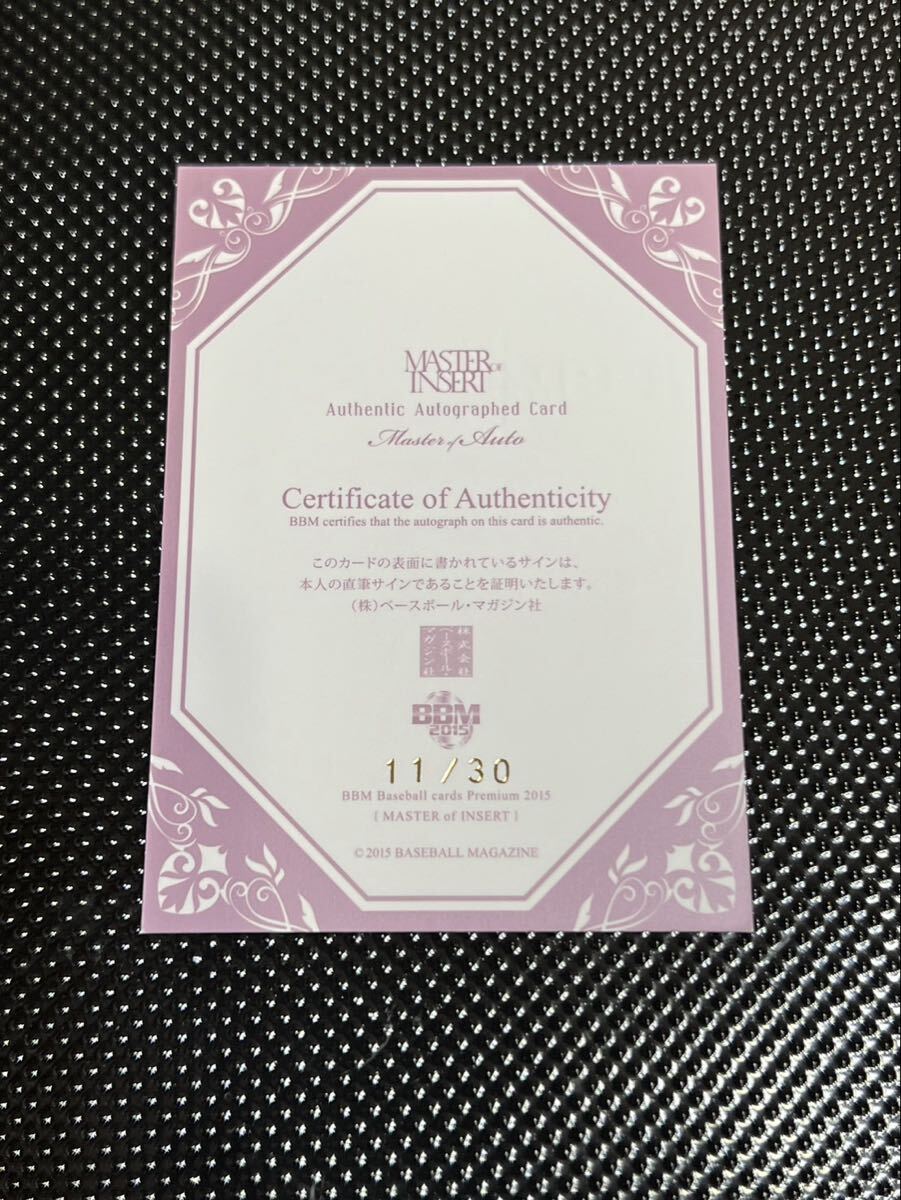 MASTER OF
INSERT
Authentic Autographed Card
Master of Auto
Certificate of Authenticity
BBM certifies that the autograph on this card is authentic.
このカードの表面に書かれているサインは、
本人の直筆サインであることを証明いたします。
(株)ベースボール・マガジン社
株式会社
ベースボール・
マガジン社
BBM
2015
11/30
BBM Baseball cards Premium 2015
[ MASTER of INSERT ]
©2015 BASEBALL MAGAZINE